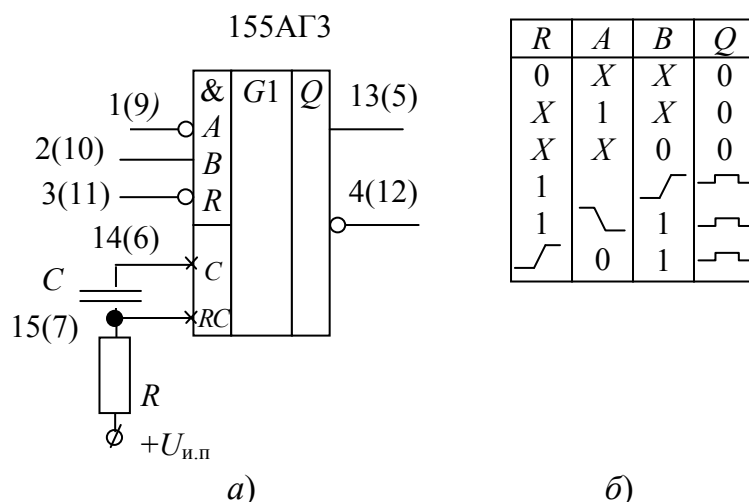 155АГ3
& G1 Q
1(9) A 13(5)
2(10) B
3(11) R 4(12)
14(6)
C C
15(7) RC
R
+Uи.п
а)
R A B Q
0 X X 0
X 1 X 0
X X 0 0
1
1 1
0 1
б)